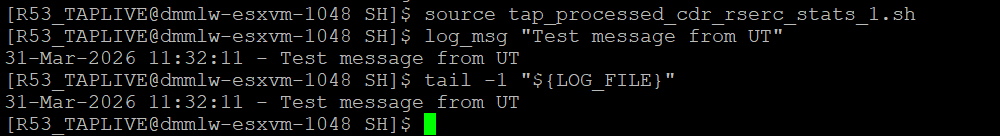 [R53_TAPLIVE@dmmlw-esxvm-1048 SH]$ source tap_processed_cdr_rserc_stats_1.sh
[R53_TAPLIVE@dmmlw-esxvm-1048 SH]$ log_msg "Test message from UT"
31-Mar-2026 11:32:11 - Test message from UT
[R53_TAPLIVE@dmmlw-esxvm-1048 SH]$ tail -1 "${LOG_FILE}"
31-Mar-2026 11:32:11 - Test message from UT
[R53_TAPLIVE@dmmlw-esxvm-1048 SH]$